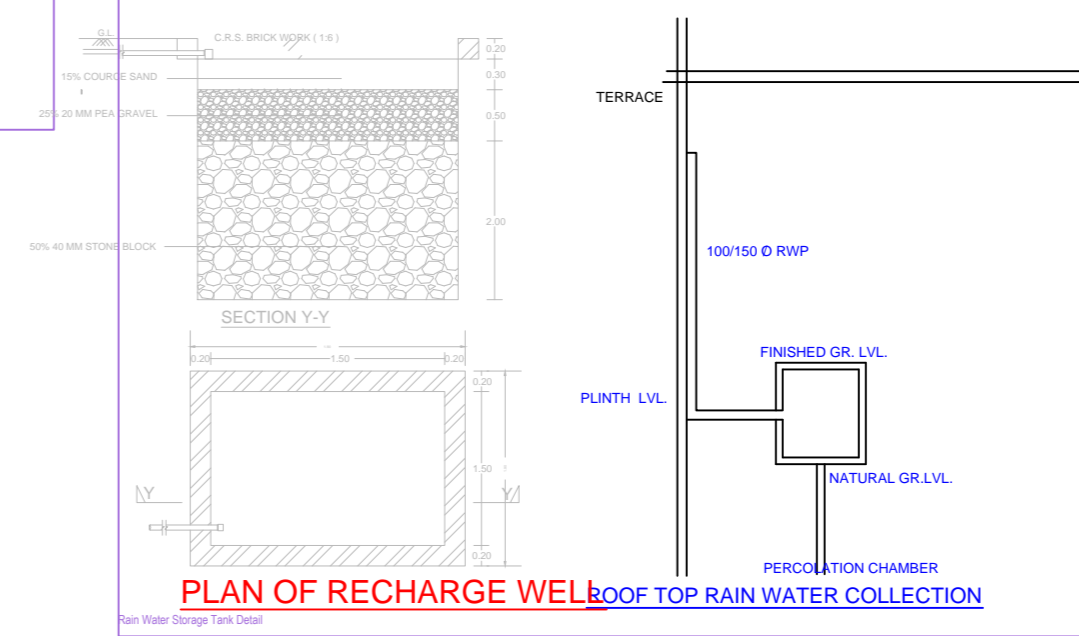 G.L.
C.R.S. BRICK WORK ( 1:6 )
0.20
15% COURCE SAND
0.30
25% 20 MM PEA GRAVEL
0.50
50% 40 MM STONE BLOCK
2.00
SECTION Y-Y
0.20
1.50
0.20
0.20
1.50
Y
Y
0.20
PLAN OF RECHARGE WELL
Rain Water Storage Tank Detail
TERRACE
100/150 Ø RWP
FINISHED GR. LVL.
PLINTH LVL.
NATURAL GR.LVL.
PERCOLATION CHAMBER
ROOF TOP RAIN WATER COLLECTION